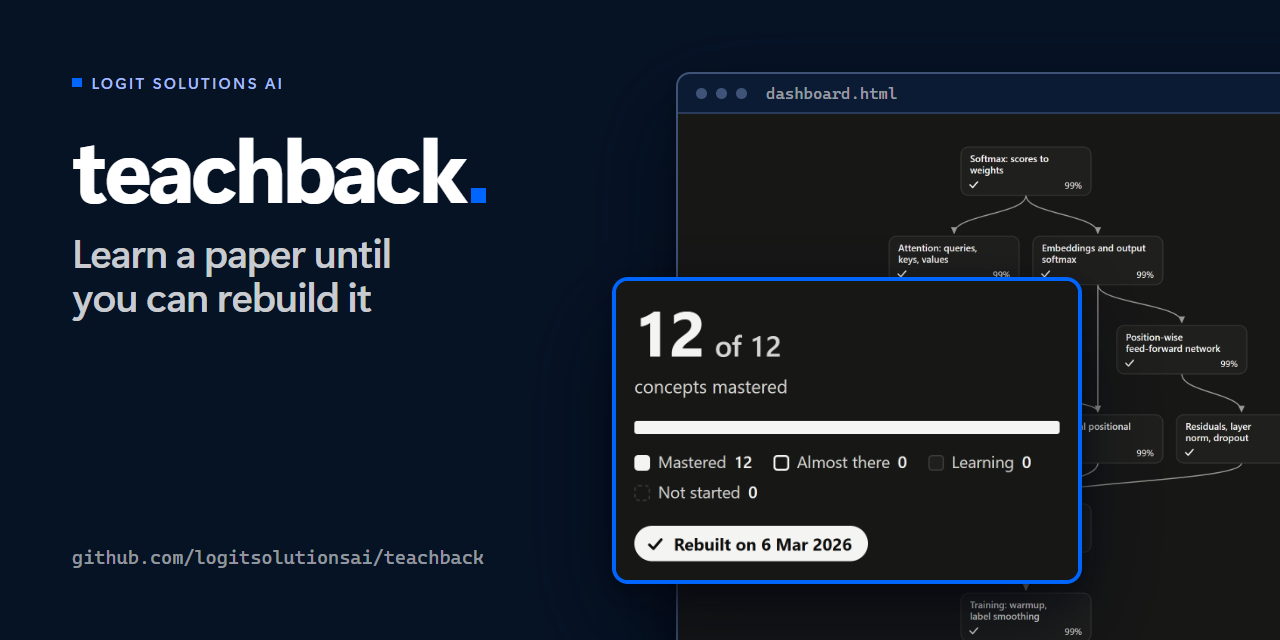 LOGIT SOLUTIONS AI
teachback.
Learn a paper until
you can rebuild it
github.com/logitsolutionsai/teachback
dashboard.html
Softmax: scores to
weights
99%
Attention: queries,
keys, values
99%
Embeddings and output
softmax
99%
Position-wise
feed-forward network
99%
positional
99%
Residuals, layer
norm, dropout
12 of 12
concepts mastered
Mastered 12
Almost there 0
Learning 0
Not started 0
Rebuilt on 6 Mar 2026
Training: warmup,
label smoothing
99%